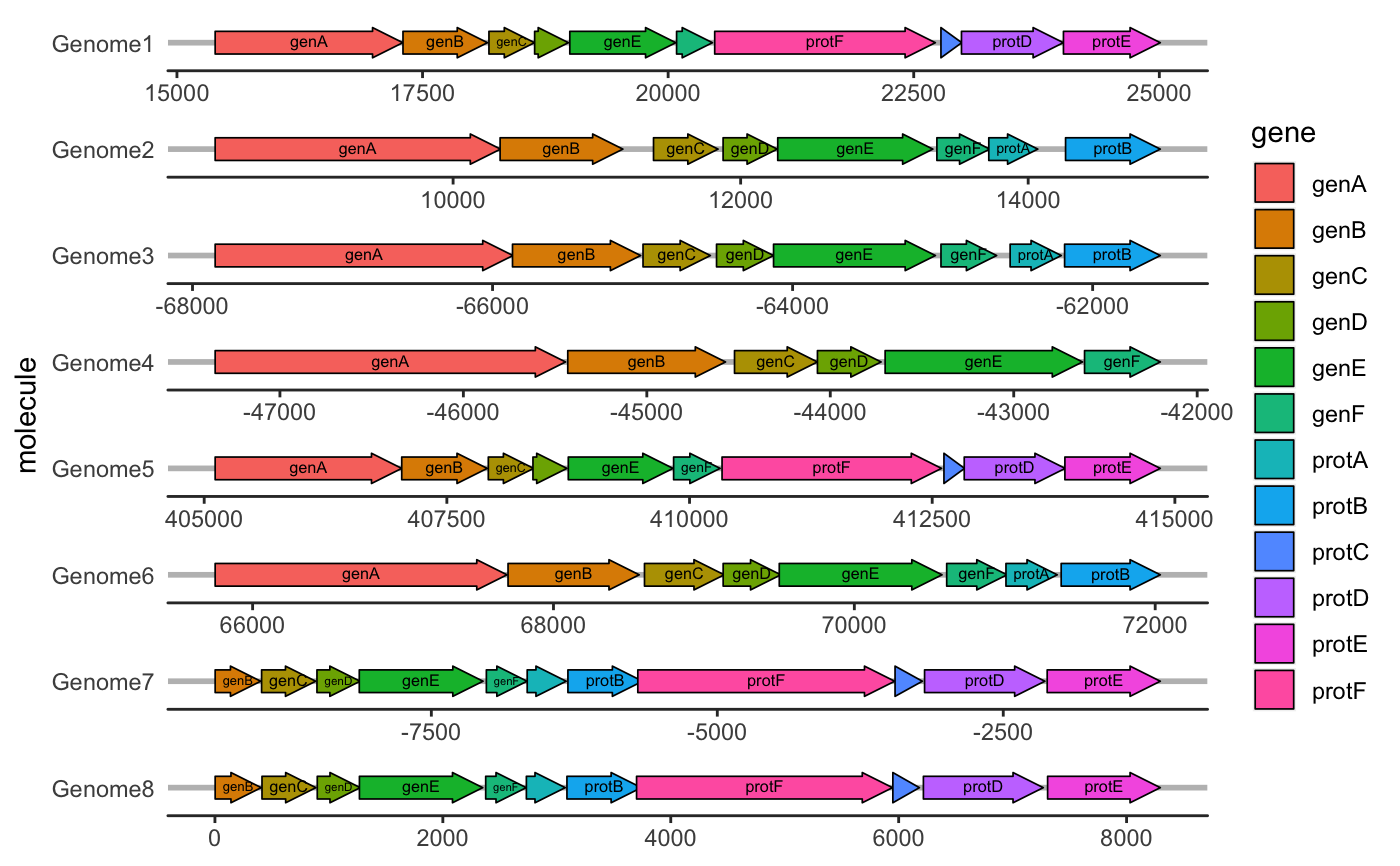 Genome1 genA genB genC genE protF protD protE
15000 17500 20000 22500 25000
Genome2 genA genB genC genD genE genF protA protB
10000 12000 14000
Genome3 genA genB genC genD genE genF protA protB
-68000 -66000 -64000 -62000
Genome4 genA genB genC genD genE genF
-47000 -46000 -45000 -44000 -43000 -42000
Genome5 genA genB genC genE genF protF protD protE
405000 407500 410000 412500 415000
Genome6 genA genB genC genD genE genF protA protB
66000 68000 70000 72000
Genome7 genB genC genD genE genF protB protF protD protE
-7500 -5000 -2500
Genome8 genB genC genD genE genF protB protF protD protE
0 2000 4000 6000 8000
molecule
gene
genA
genB
genC
genD
genE
genF
protA
protB
protC
protD
protE
protF